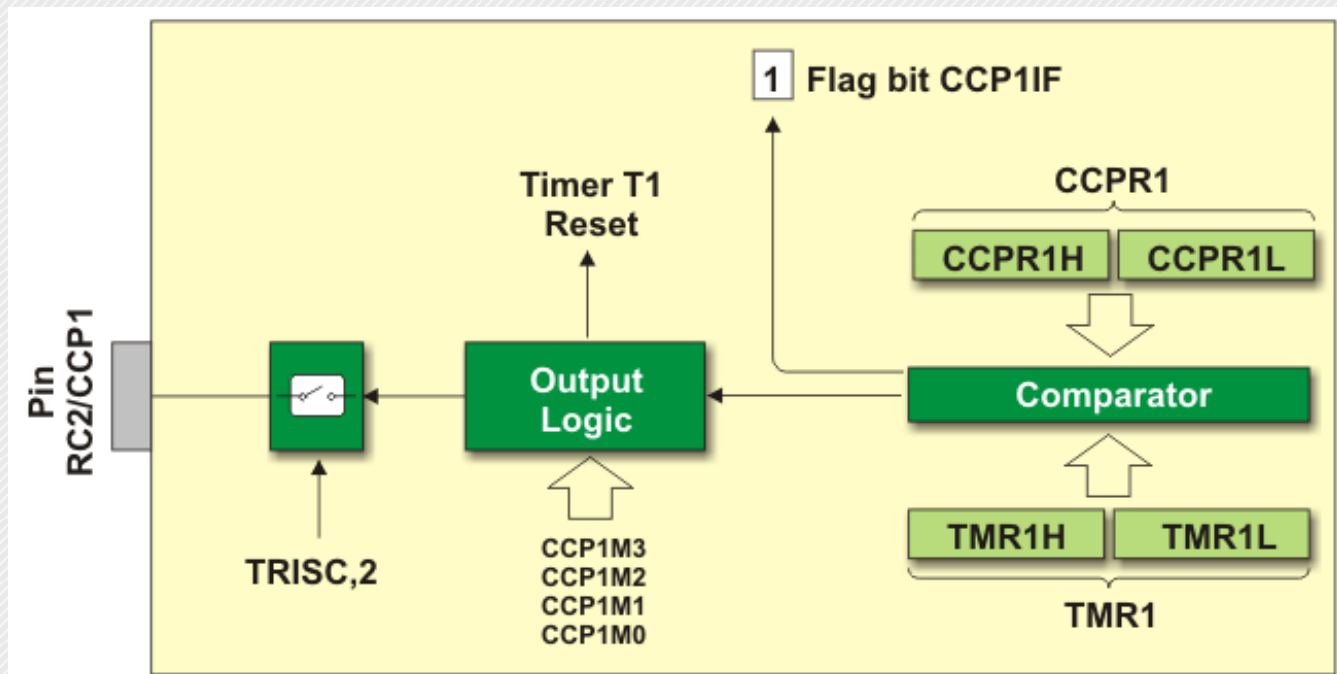 1 Flag bit CCP1IF
Timer T1
Reset
CCPR1
CCPR1H CCPR1L
Pin
RC2/CCP1
Output
Logic
Comparator
TRISC,2
CCP1M3
CCP1M2
CCP1M1
CCP1M0
TMR1H TMR1L
TMR1